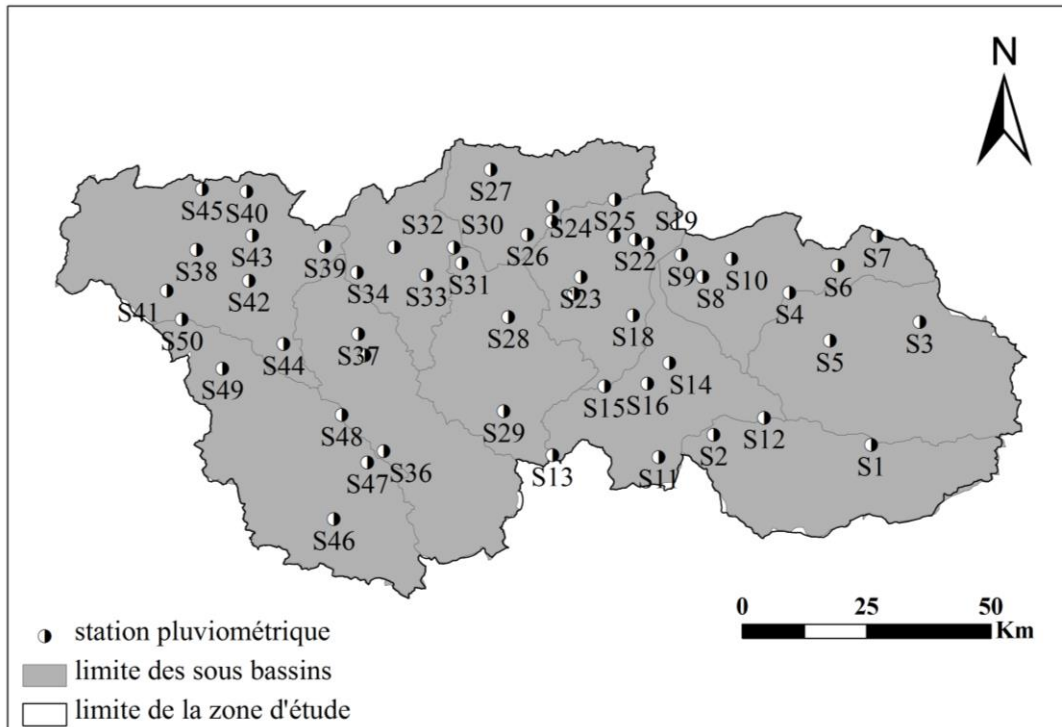 N
S27
S45
S40
S25
S19
S32
S30
S24
S22
S26
S43
S39
S38
S9
S10
S7
S6
S34
S33
S31
S23
S8
S42
S41
S4
S50
S28
S18
S3
S5
S37
S44
S49
S14
S15
S16
S48
S29
S12
S2
S36
S47
S13
S11
S1
S46
0 25 50
Km
station pluviométrique
limite des sous bassins
limite de la zone d'étude